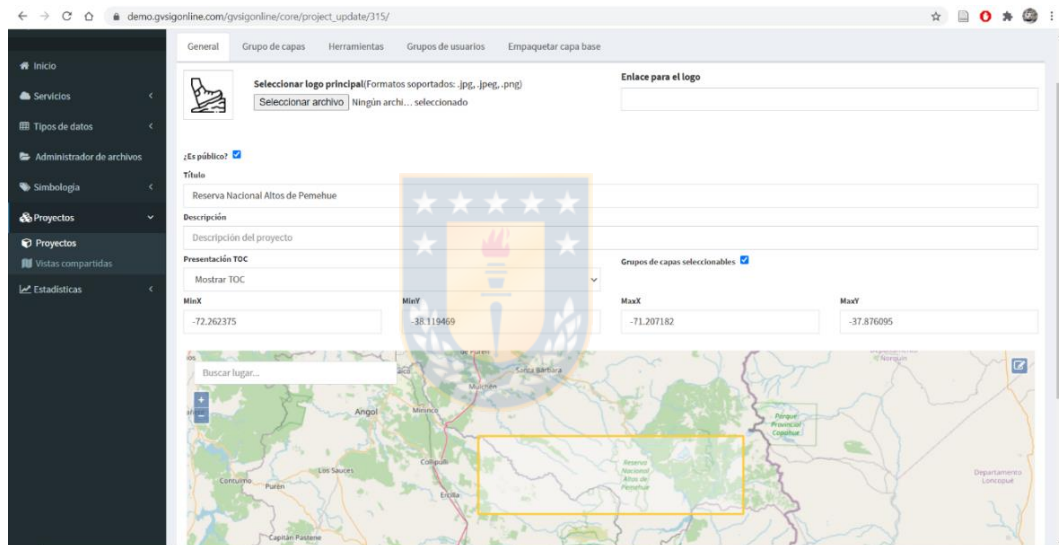 demo.gvsigonline.com/gvsigonline/core/project_update/315/
General Grupo de capas Herramientas Grupos de usuarios Empaquetar capa base
Inicio
Servicios
Tipos de datos
Administrador de archivos
Simbología
Proyectos
Proyectos
Vistas compartidas
Estadísticas
Seleccionar logo principal(Formatos soportados: .jpg, .jpeg, .png)
Seleccionar archivo Ningún archi... seleccionado
Enlace para el logo
¿Es público?
Título
Reserva Nacional Altos de Pemehue
Descripción
Descripción del proyecto
Presentación TOC
Mostrar TOC
Grupos de capas seleccionables
MinX MinY MaxX MaxY
-72.262375 -38.119469 -71.207182 -37.876095
Buscar lugar...
+
−
Santa Bárbara
Mulchén
Angol
Mininco
Parque
Provincial
Copahue
Collipulli
Los Sauces
Reserva
Nacional
Altos de
Pemehue
Departamento
Loncopué
Contulmo
Purén
Ercilla
Capitán Pastene